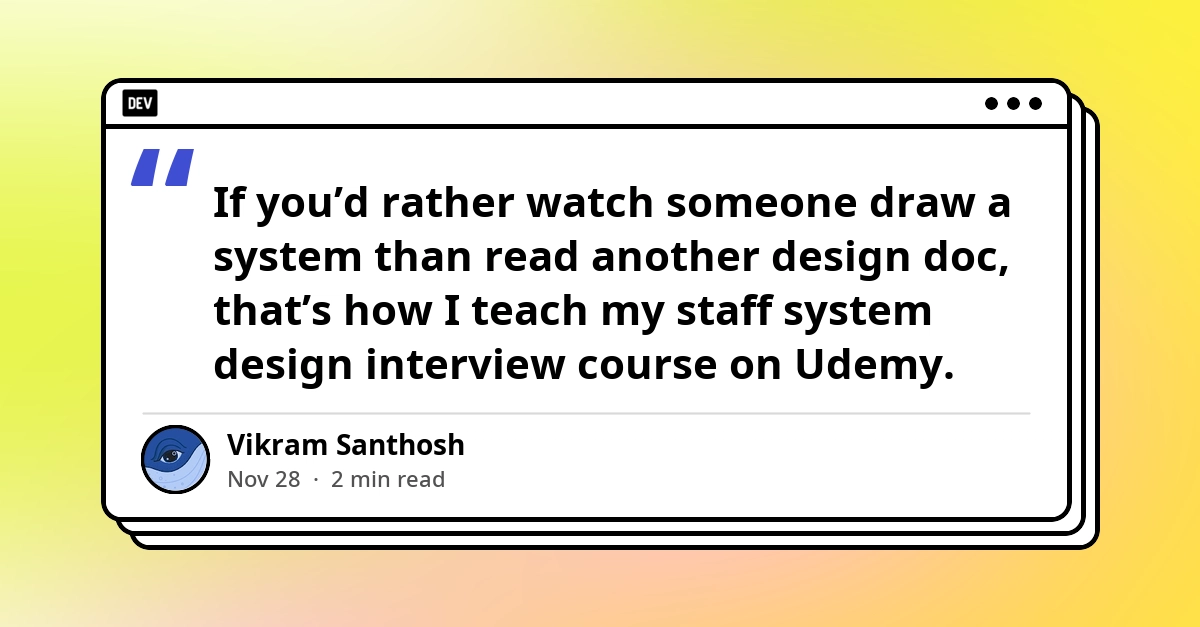 DEV
“
If you’d rather watch someone draw a
system than read another design doc,
that’s how I teach my staff system
design interview course on Udemy.
Vikram Santhosh
Nov 28 · 2 min read